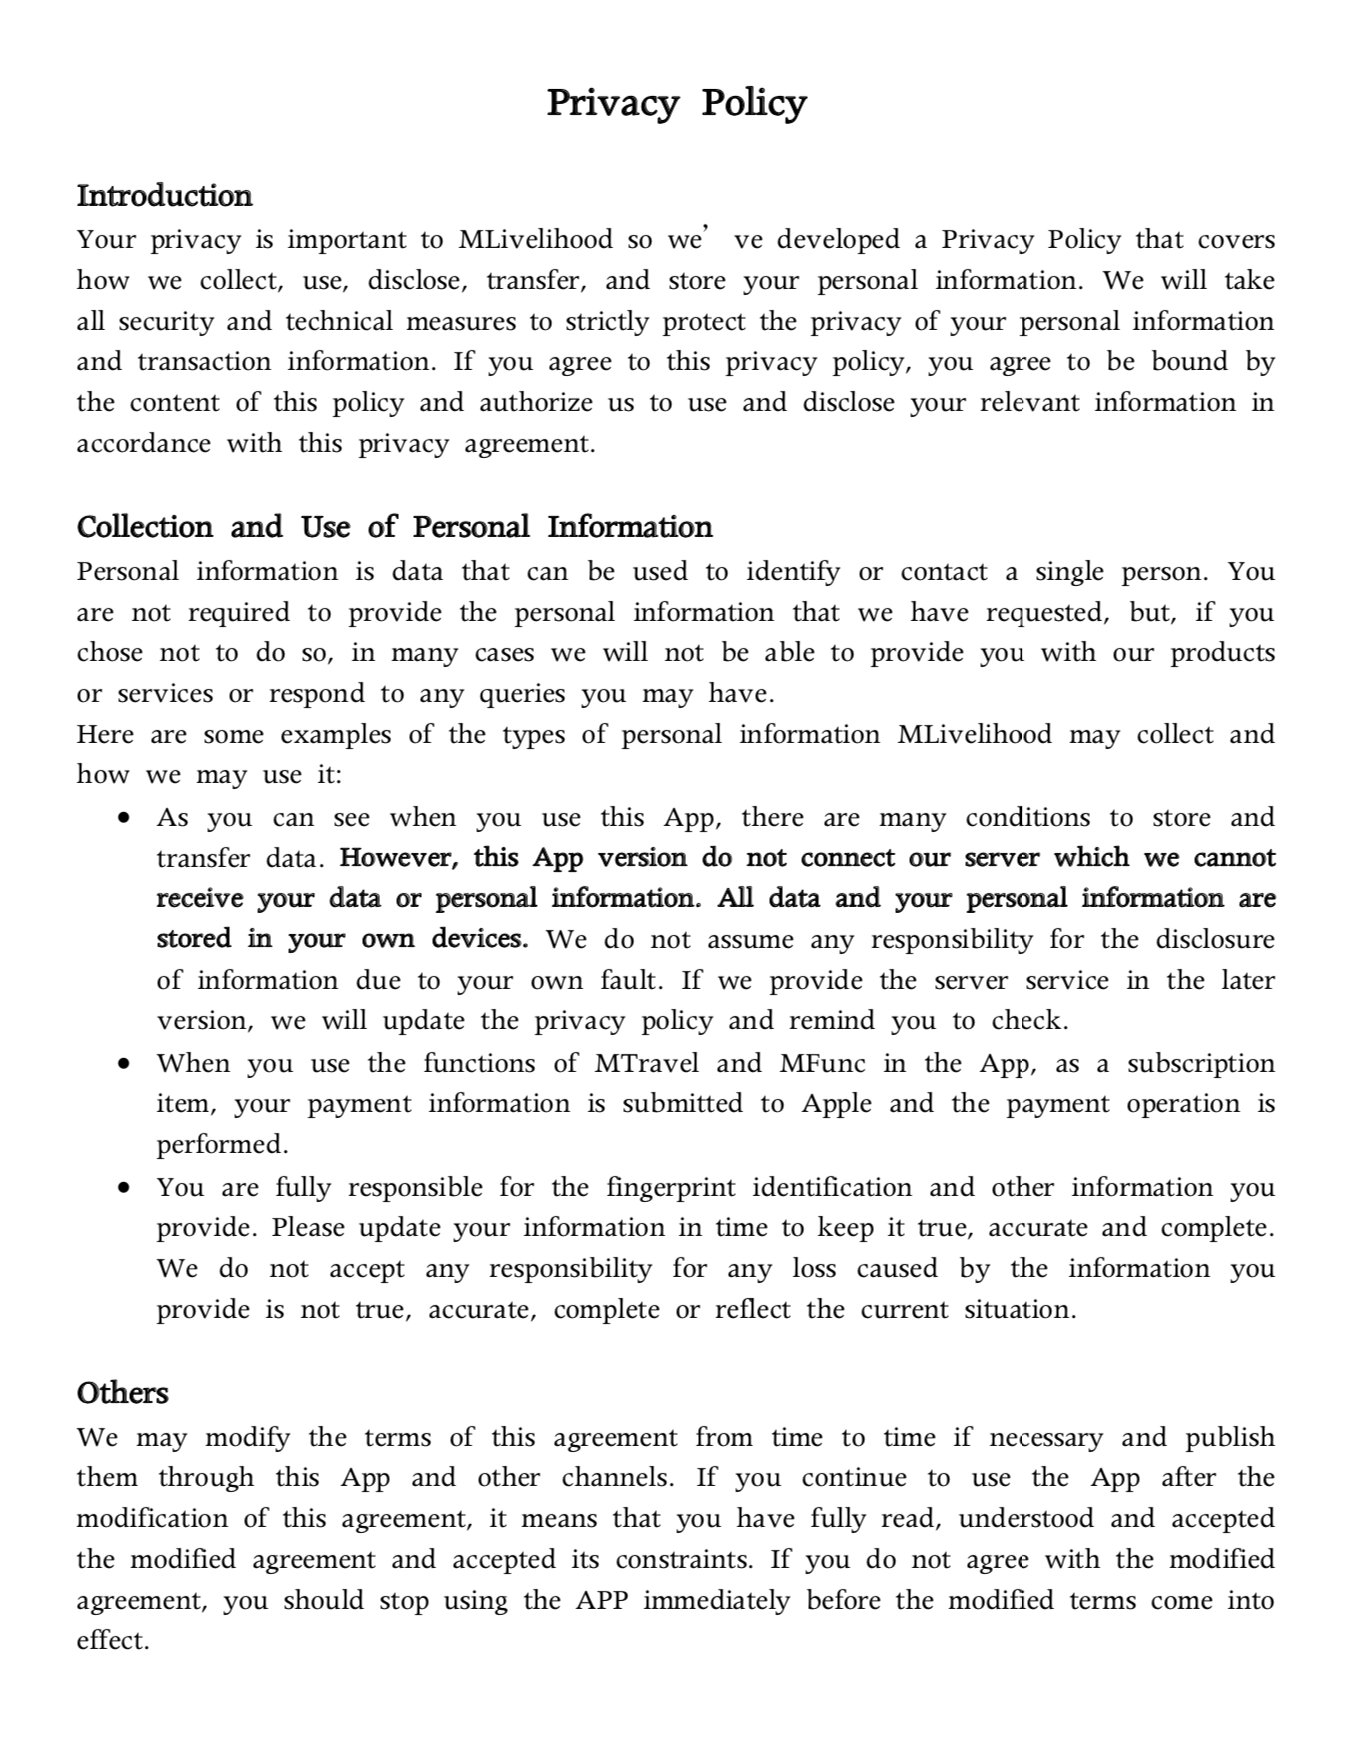 Privacy Policy
Introduction
Your privacy is important to MLivelihood so we’ ve developed a Privacy Policy that covers
how we collect, use, disclose, transfer, and store your personal information. We will take
all security and technical measures to strictly protect the privacy of your personal information
and transaction information. If you agree to this privacy policy, you agree to be bound by
the content of this policy and authorize us to use and disclose your relevant information in
accordance with this privacy agreement.
Collection and Use of Personal Information
Personal information is data that can be used to identify or contact a single person. You
are not required to provide the personal information that we have requested, but, if you
chose not to do so, in many cases we will not be able to provide you with our products
or services or respond to any queries you may have.
Here are some examples of the types of personal information MLivelihood may collect and
how we may use it:
• As you can see when you use this App, there are many conditions to store and
transfer data. However, this App version do not connect our server which we cannot
receive your data or personal information. All data and your personal information are
stored in your own devices. We do not assume any responsibility for the disclosure
of information due to your own fault. If we provide the server service in the later
version, we will update the privacy policy and remind you to check.
• When you use the functions of MTravel and MFunc in the App, as a subscription
item, your payment information is submitted to Apple and the payment operation is
performed.
• You are fully responsible for the fingerprint identification and other information you
provide. Please update your information in time to keep it true, accurate and complete.
We do not accept any responsibility for any loss caused by the information you
provide is not true, accurate, complete or reflect the current situation.
Others
We may modify the terms of this agreement from time to time if necessary and publish
them through this App and other channels. If you continue to use the App after the
modification of this agreement, it means that you have fully read, understood and accepted
the modified agreement and accepted its constraints. If you do not agree with the modified
agreement, you should stop using the APP immediately before the modified terms come into
effect.